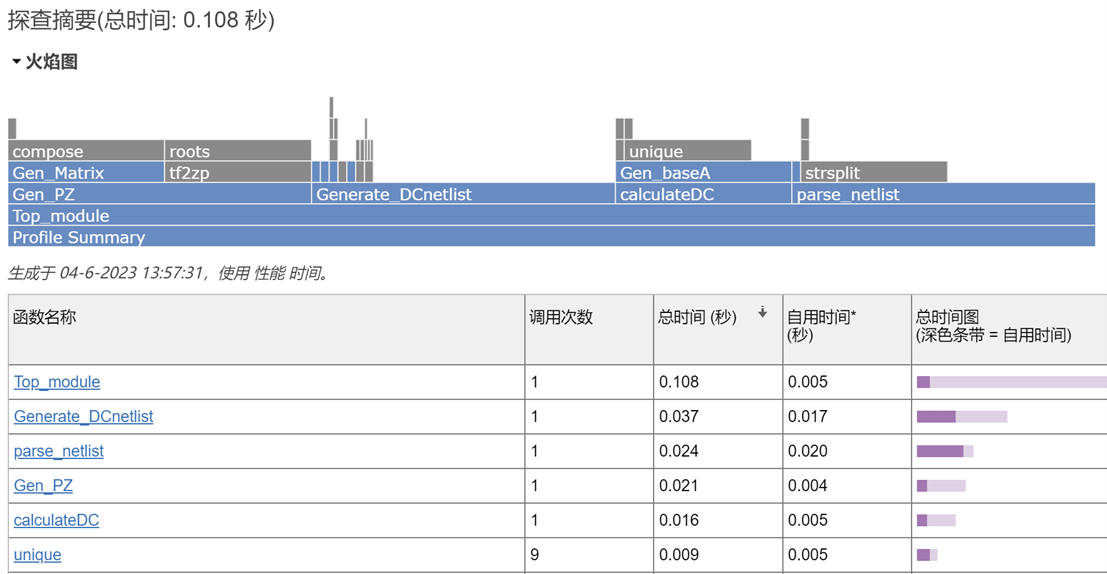 探查摘要(总时间: 0.108 秒)
火焰图
compose roots unique
Gen_Matrix tf2zp Gen_baseA strsplit
Gen_PZ Generate_DCnetlist calculateDC parse_netlist
Top_module
Profile Summary
生成于 04-6-2023 13:57:31，使用 性能 时间。
函数名称 调用次数 总时间 (秒) 自用时间* (秒) 总时间图 (深色条带 = 自用时间)
Top_module 1 0.108 0.005
Generate_DCnetlist 1 0.037 0.017
parse_netlist 1 0.024 0.020
Gen_PZ 1 0.021 0.004
calculateDC 1 0.016 0.005
unique 9 0.009 0.005